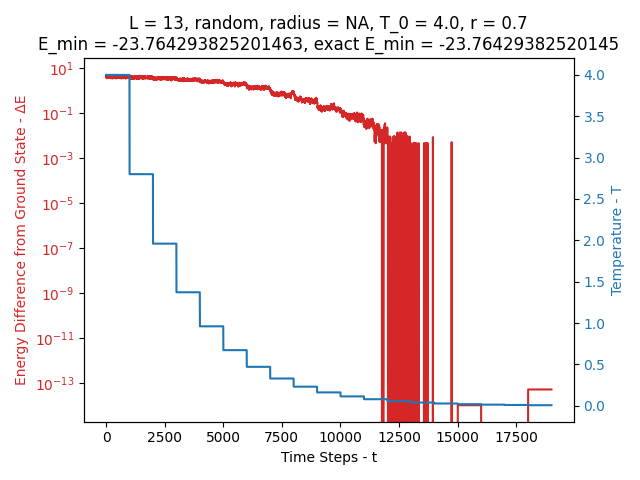 L = 13, random, radius = NA, T_0 = 4.0, r = 0.7
E_min = -23.764293825201463, exact E_min = -23.76429382520145
10¹
10⁻¹
10⁻³
10⁻⁵
10⁻⁷
10⁻⁹
10⁻¹¹
10⁻¹³
Energy Difference from Ground State - ΔE
4.0
3.5
3.0
2.5
2.0
1.5
1.0
0.5
0.0
Temperature - T
0 2500 5000 7500 10000 12500 15000 17500
Time Steps - t